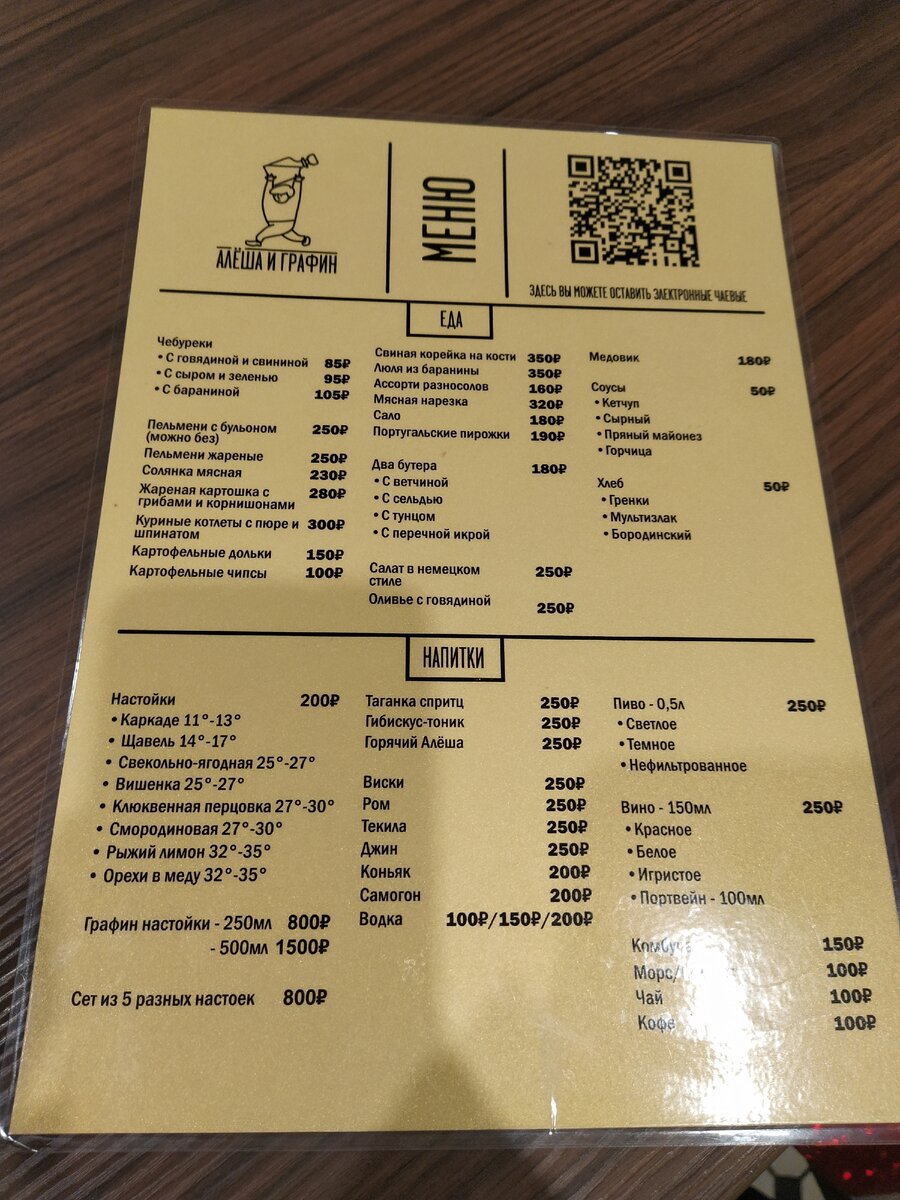 АЛЁША И ГРАФИН
МЕНЮ
ЗДЕСЬ ВЫ МОЖЕТЕ ОСТАВИТЬ ЭЛЕКТРОННЫЕ ЧАЕВЫЕ
ЕДА
Чебуреки
• С говядиной и свининой 85₽
• С сыром и зеленью 95₽
• С бараниной 105₽
Пельмени с бульоном 250₽
(можно без)
Пельмени жареные 250₽
Солянка мясная 230₽
Жареная картошка с 280₽
грибами и корнишонами
Куриные котлеты с пюре и 300₽
шпинатом
Картофельные дольки 150₽
Картофельные чипсы 100₽
Свиная корейка на кости 350₽
Люля из баранины 350₽
Ассорти разносолов 160₽
Мясная нарезка 320₽
Сало 180₽
Португальские пирожки 190₽
Два бутера 180₽
• С ветчиной
• С сельдью
• С тунцом
• С перечной икрой
Салат в немецком 250₽
стиле
Оливье с говядиной 250₽
Медовик 180₽
Соусы 50₽
• Кетчуп
• Сырный
• Пряный майонез
• Горчица
Хлеб 50₽
• Гренки
• Мультизлак
• Бородинский
НАПИТКИ
Настойки 200₽
• Каркаде 11°-13°
• Щавель 14°-17°
• Свекольно-ягодная 25°-27°
• Вишенка 25°-27°
• Клюквенная перцовка 27°-30°
• Смородиновая 27°-30°
• Рыжий лимон 32°-35°
• Орехи в меду 32°-35°
Графин настойки - 250мл 800₽
- 500мл 1500₽
Сет из 5 разных настоек 800₽
Таганка спритц 250₽
Гибискус-тоник 250₽
Горячий Алёша 250₽
Виски 250₽
Ром 250₽
Текила 250₽
Джин 250₽
Коньяк 200₽
Самогон 200₽
Водка 100₽/150₽/200₽
Пиво - 0,5л 250₽
• Светлое
• Темное
• Нефильтрованное
Вино - 150мл 250₽
• Красное
• Белое
• Игристое
• Портвейн - 100мл
150₽
Морс/ 100₽
Чай 100₽
Кофе 100₽